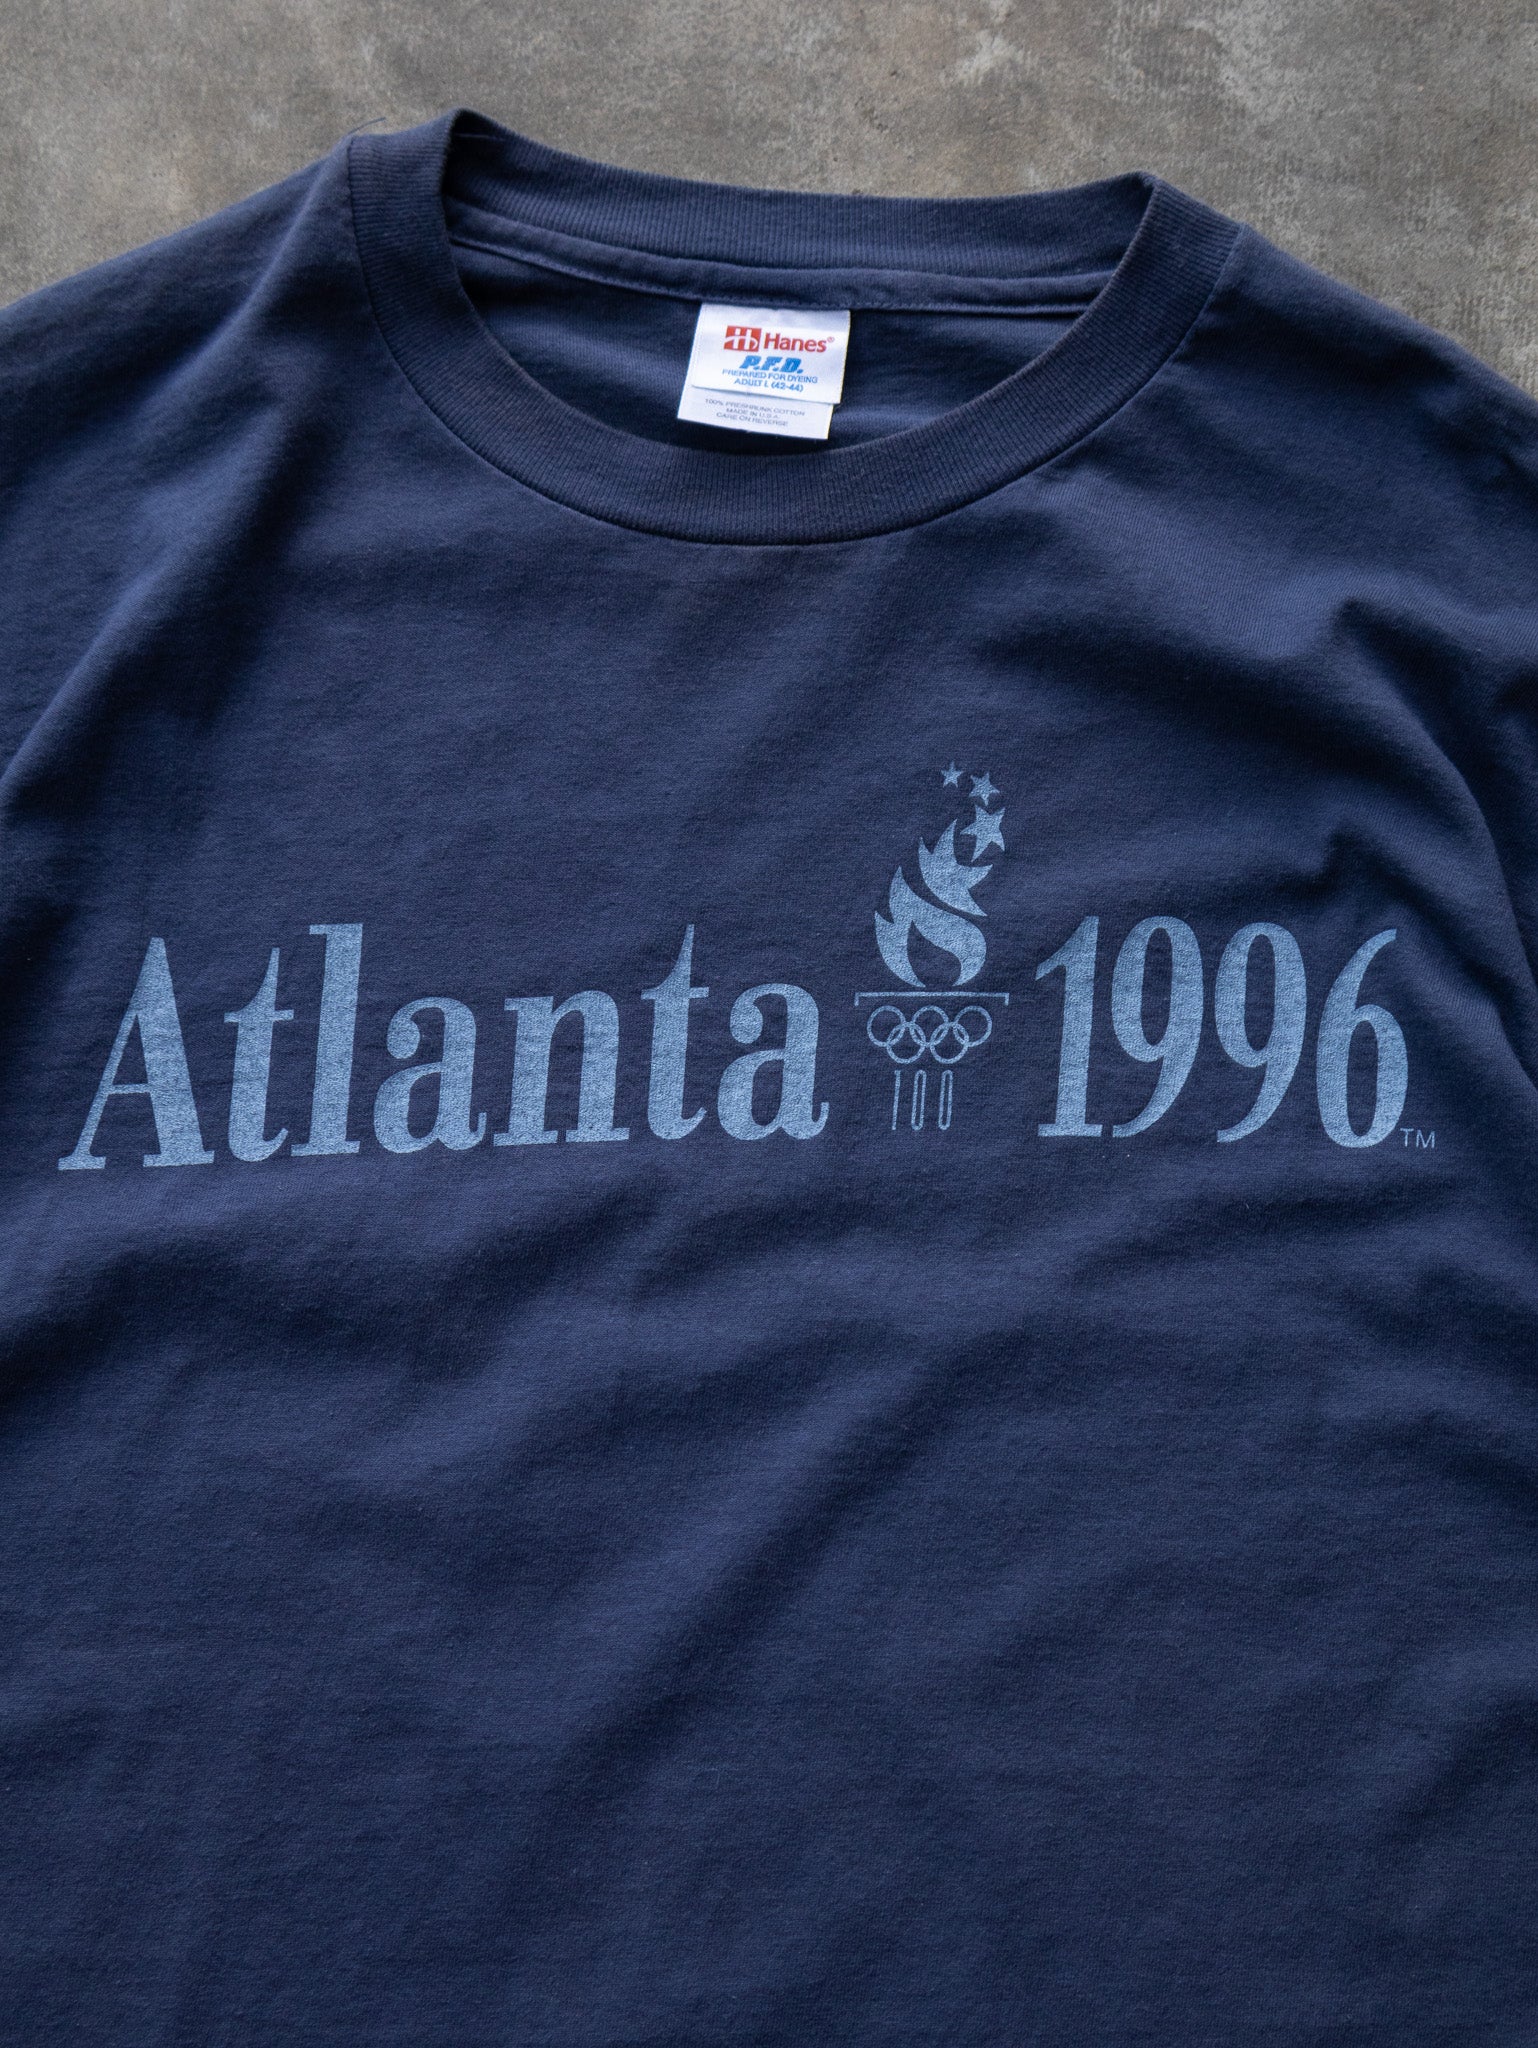 Hanes®
P.F.D.
PREPARED FOR DYEING
ADULT L (42-44)
100% PRESHRUNK COTTON
MADE IN U.S.A.
CARE ON REVERSE
Atlanta 1996 TM
100